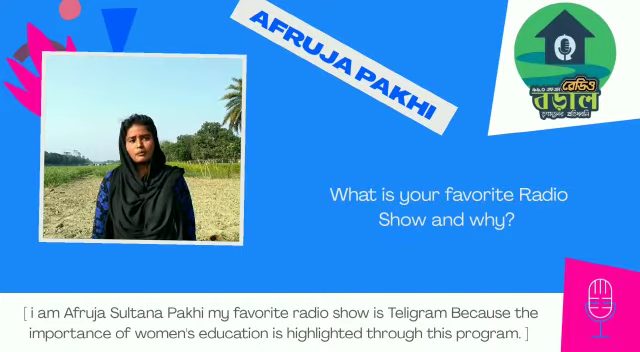 AFRUJA PAKHI
রেডিও
বড়াল
What is your favorite Radio
Show and why?
[ i am Afruja Sultana Pakhi my favorite radio show is Teligram Because the
importance of women's education is highlighted through this program. ]